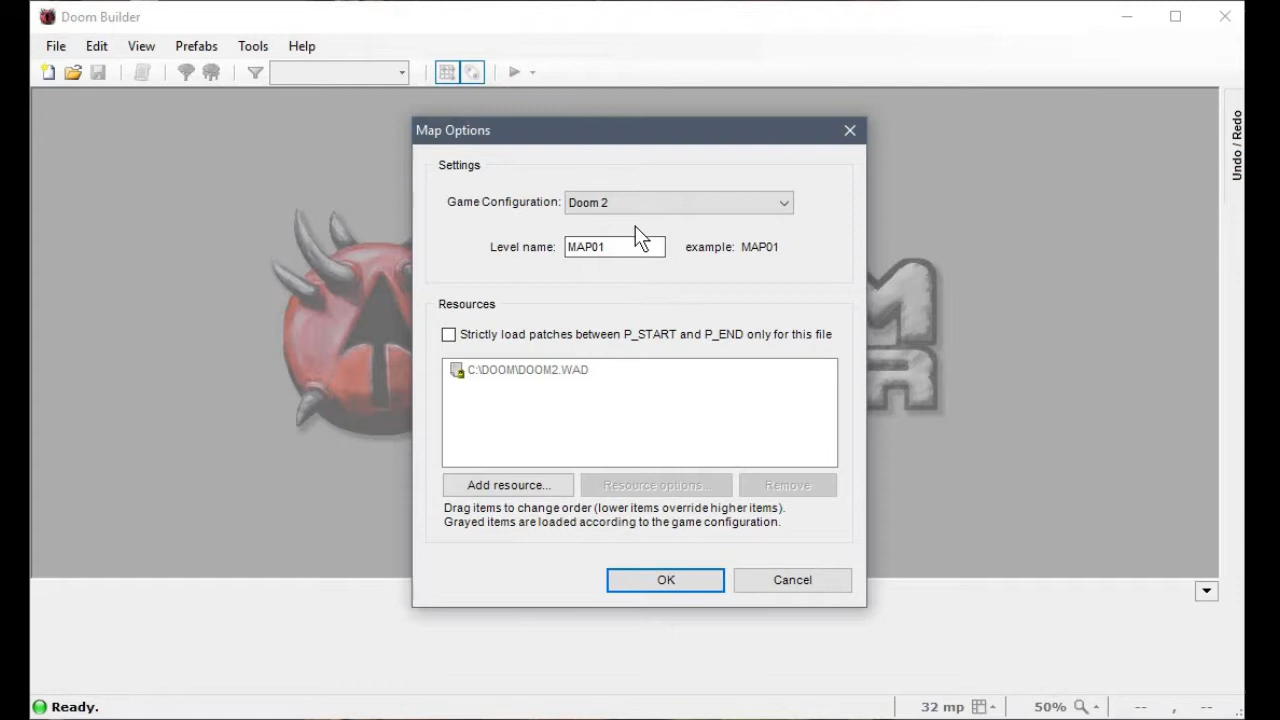 Doom Builder
File Edit View Prefabs Tools Help
Undo / Redo
Map Options
Settings
Game Configuration: Doom 2
Level name: MAP01 example: MAP01
Resources
Strictly load patches between P_START and P_END only for this file
C:\DOOM\DOOM2.WAD
Add resource... Resource options... Remove
Drag items to change order (lower items override higher items).
Grayed items are loaded according to the game configuration.
OK Cancel
Ready. 32 mp 50% -- , --